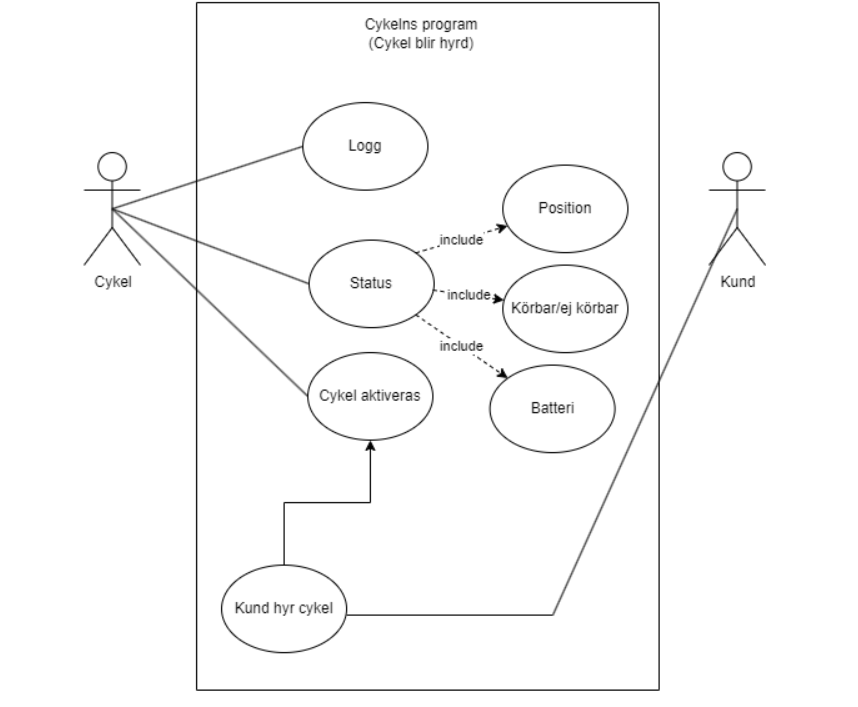 Cykelns program
(Cykel blir hyrd)
Logg
Position
include
Cykel
Status
include
Körbar/ej körbar
Kund
include
Cykel aktiveras
Batteri
Kund hyr cykel